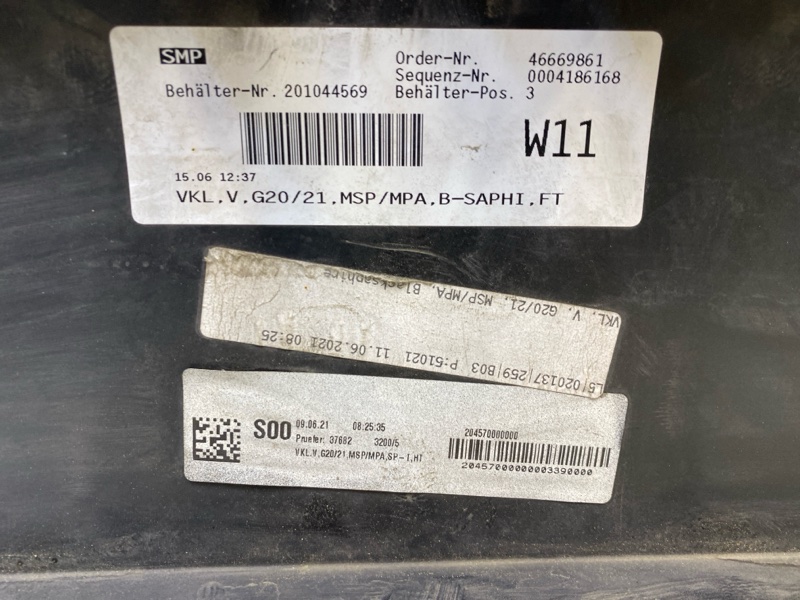 SMP
Order-Nr. 46669861
Sequenz-Nr. 0004186168
Behälter-Nr. 201044569 Behälter-Pos. 3
W11
15.06 12:37
VKL,V,G20/21,MSP/MPA,B-SAPHI,FT
VKL, V, G20/21, MSP/MPA, Blacksaphire
L6|020137|259|B03 P:51021 11.06.2021 08:25
S00 09.06.21 08:25:35
Pruefer: 37682 3200/5
VKL,V,G20/21,MSP/MPA,SP-I,HT
204570000000